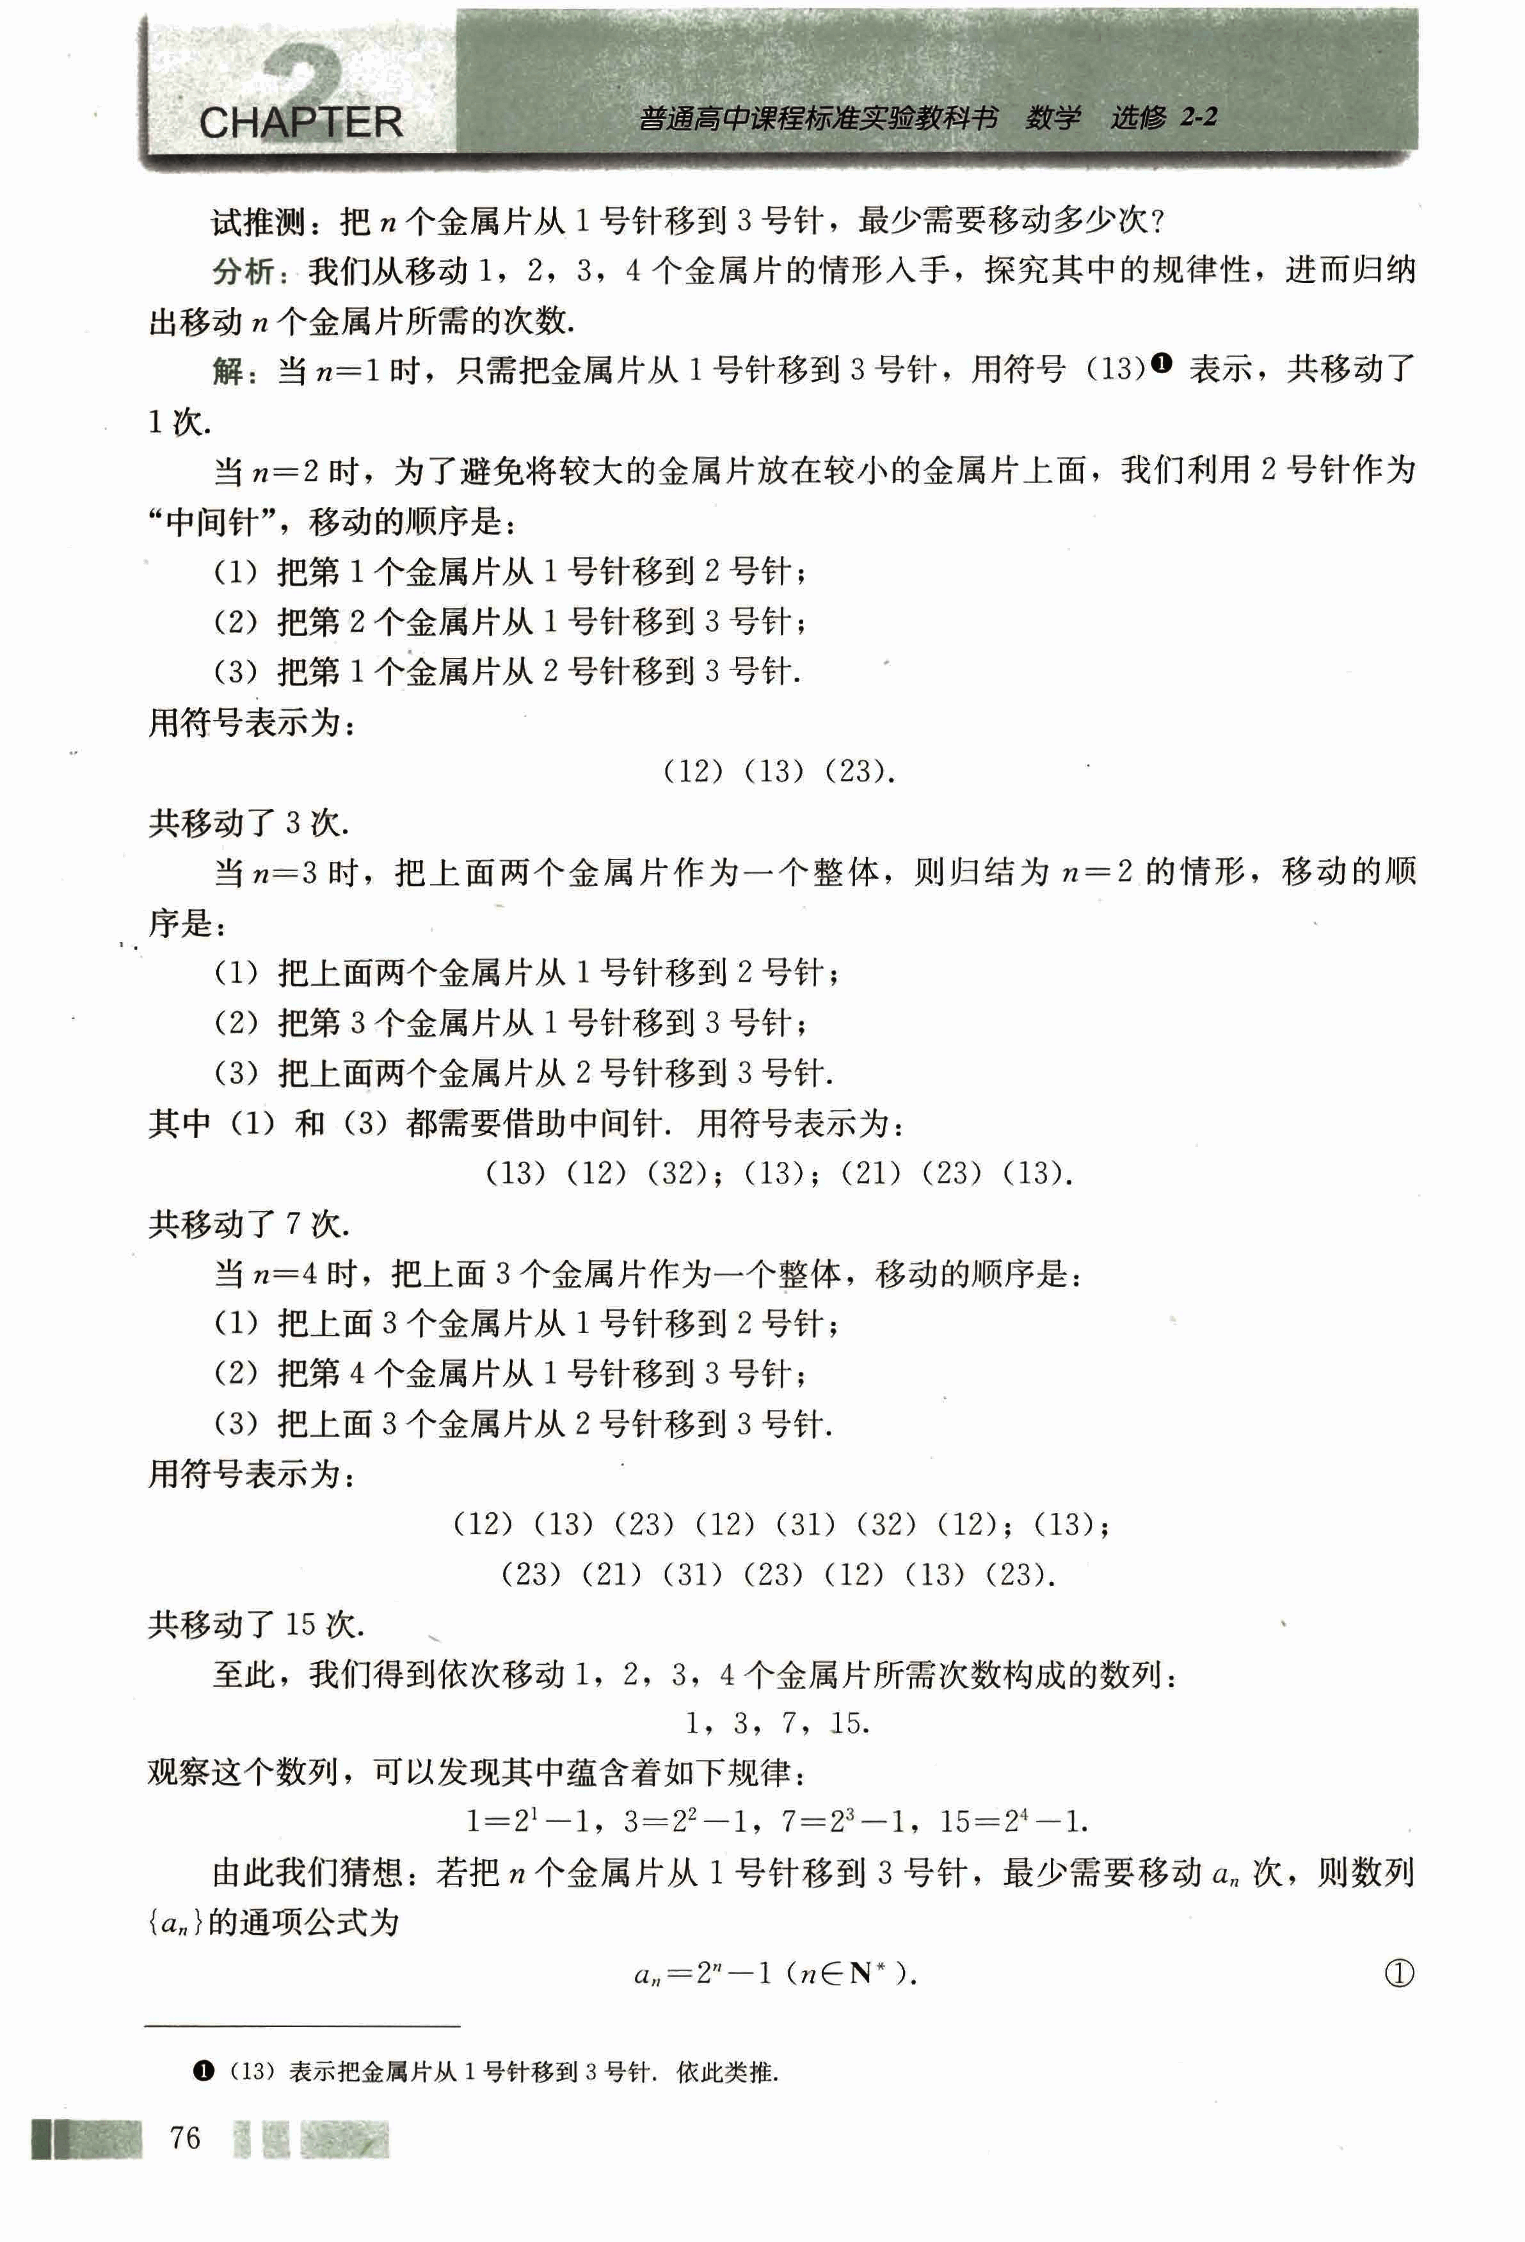 2
CHAPTER
普通高中课程标准实验教科书 数学 选修 2-2
试推测：把 n 个金属片从 1 号针移到 3 号针，最少需要移动多少次？
分析：我们从移动 1，2，3，4 个金属片的情形入手，探究其中的规律性，进而归纳
出移动 n 个金属片所需的次数.
解：当 n=1 时，只需把金属片从 1 号针移到 3 号针，用符号（13）❶ 表示，共移动了
1 次.
当 n=2 时，为了避免将较大的金属片放在较小的金属片上面，我们利用 2 号针作为
“中间针”，移动的顺序是：
（1）把第 1 个金属片从 1 号针移到 2 号针；
（2）把第 2 个金属片从 1 号针移到 3 号针；
（3）把第 1 个金属片从 2 号针移到 3 号针.
用符号表示为：
（12）（13）（23）.
共移动了 3 次.
当 n=3 时，把上面两个金属片作为一个整体，则归结为 n=2 的情形，移动的顺
序是：
（1）把上面两个金属片从 1 号针移到 2 号针；
（2）把第 3 个金属片从 1 号针移到 3 号针；
（3）把上面两个金属片从 2 号针移到 3 号针.
其中（1）和（3）都需要借助中间针. 用符号表示为：
（13）（12）（32）；（13）；（21）（23）（13）.
共移动了 7 次.
当 n=4 时，把上面 3 个金属片作为一个整体，移动的顺序是：
（1）把上面 3 个金属片从 1 号针移到 2 号针；
（2）把第 4 个金属片从 1 号针移到 3 号针；
（3）把上面 3 个金属片从 2 号针移到 3 号针.
用符号表示为：
（12）（13）（23）（12）（31）（32）（12）；（13）；
（23）（21）（31）（23）（12）（13）（23）.
共移动了 15 次.
至此，我们得到依次移动 1，2，3，4 个金属片所需次数构成的数列：
1，3，7，15.
观察这个数列，可以发现其中蕴含着如下规律：
1=2¹－1，3=2²－1，7=2³－1，15=2⁴－1.
由此我们猜想：若把 n 个金属片从 1 号针移到 3 号针，最少需要移动 aₙ 次，则数列
{aₙ}的通项公式为
aₙ=2ⁿ－1（n∈N*）. ①
❶（13）表示把金属片从 1 号针移到 3 号针. 依此类推.
76